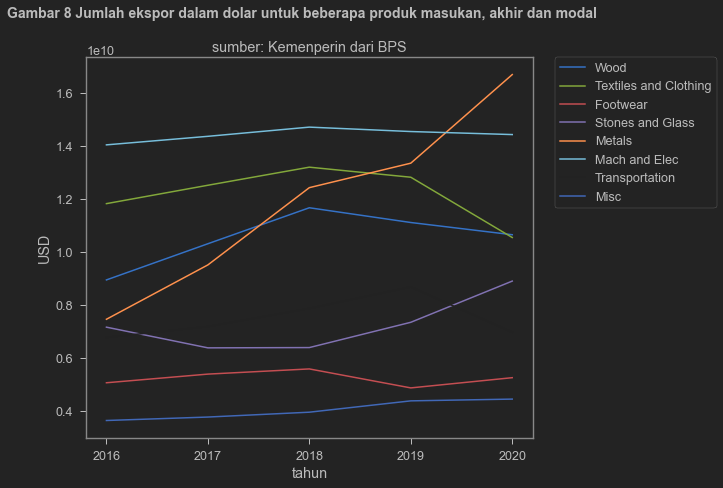 Gambar 8 Jumlah ekspor dalam dolar untuk beberapa produk masukan, akhir dan modal
1e10
sumber: Kemenperin dari BPS
Wood
Textiles and Clothing
Footwear
Stones and Glass
Metals
Mach and Elec
Transportation
Misc
1.6
1.4
1.2
1.0
0.8
0.6
0.4
USD
2016 2017 2018 2019 2020
tahun